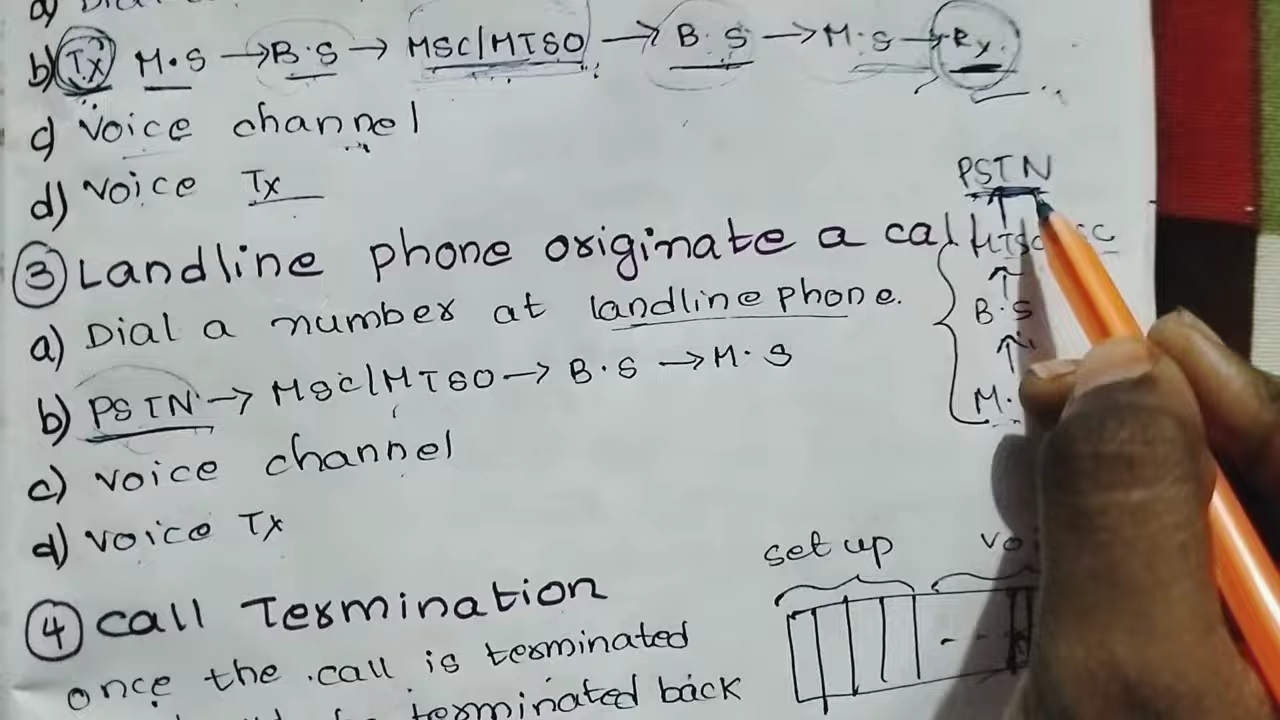 a)
b) Tx M.S → B.S → MSC/MTSO → B.S → M.S → Rx
c) Voice channel
d) Voice Tx
③ Landline phone originate a call
a) Dial a number at landline phone.
b) PSTN → MSC/MTSO → B.S → M.S
c) Voice channel
d) Voice Tx
④ Call Termination
once the call is terminated
terminated back
PSTN
B.S
M.
set up